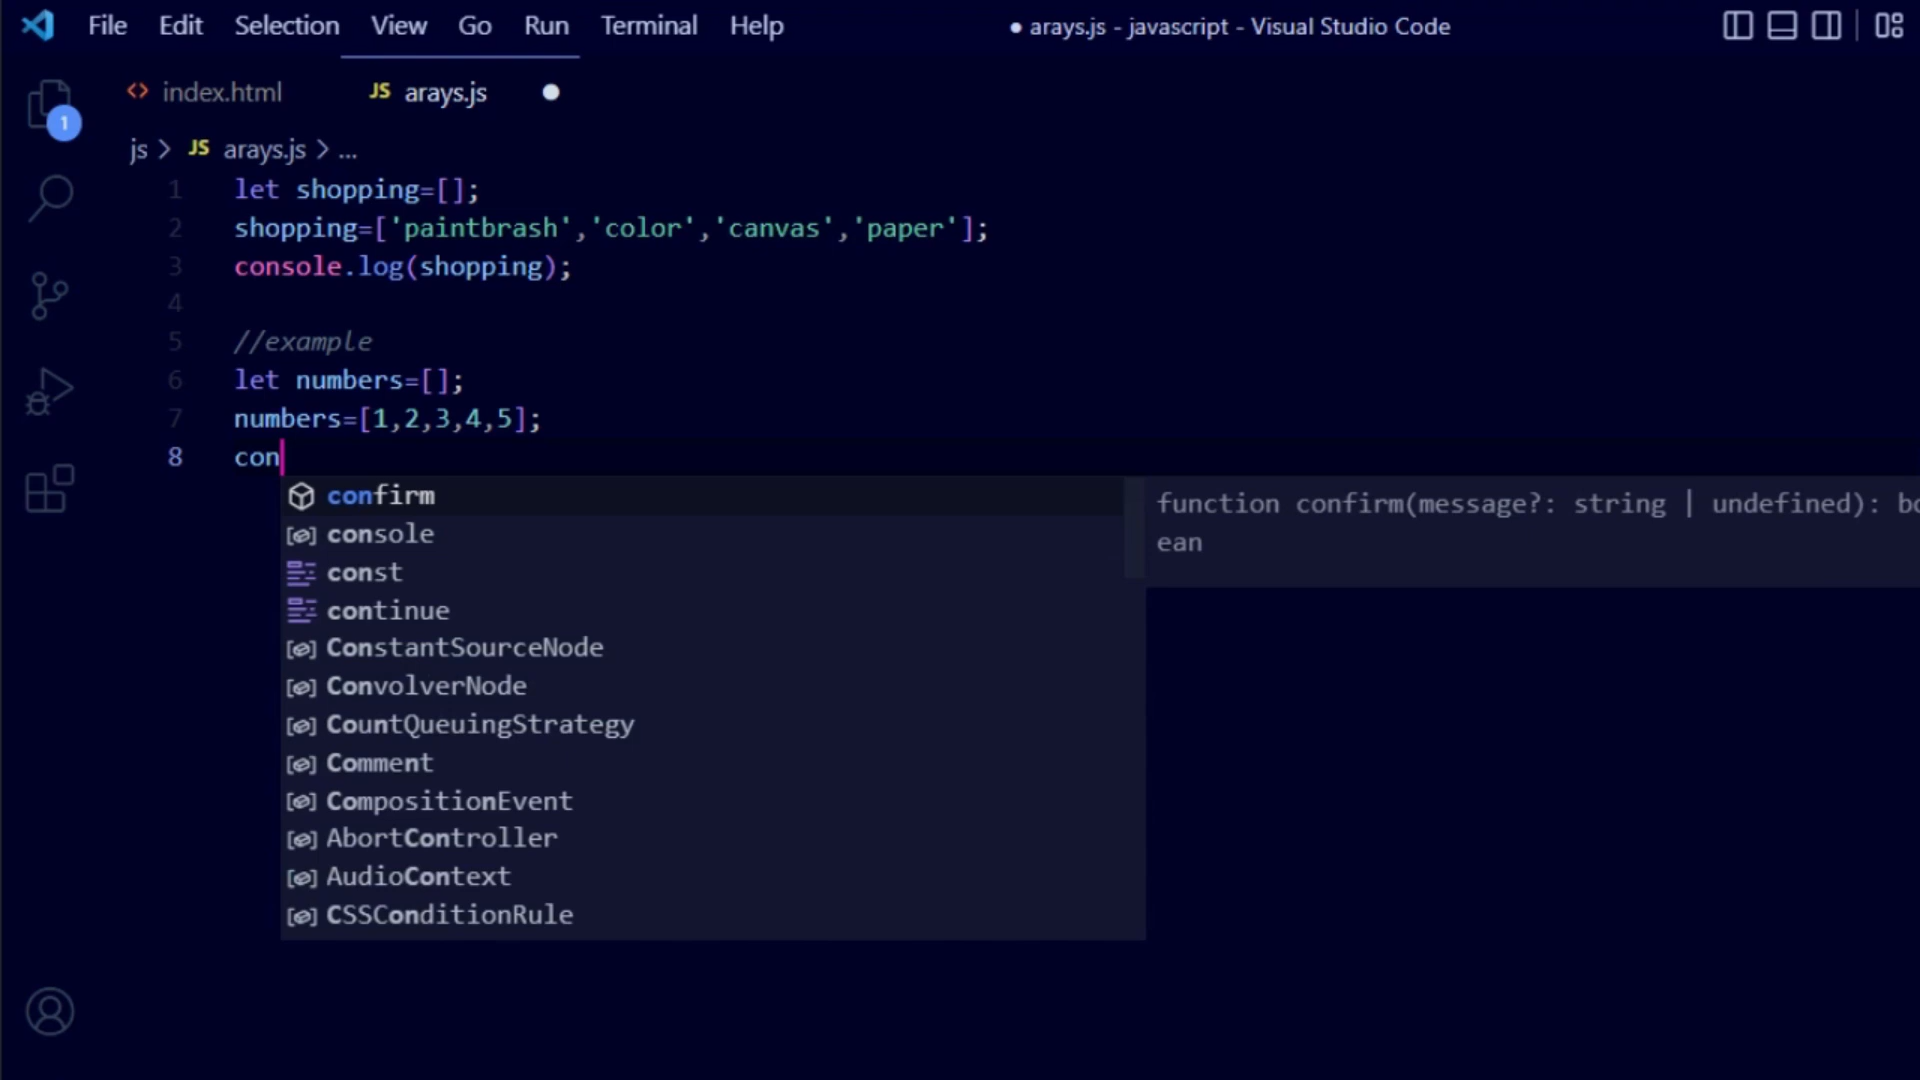 File Edit Selection View Go Run Terminal Help
● arays.js - javascript - Visual Studio Code
<> index.html
JS arays.js
1
js > JS arays.js > ...
1 let shopping=[];
2 shopping=['paintbrash','color','canvas','paper'];
3 console.log(shopping);
4
5 //example
6 let numbers=[];
7 numbers=[1,2,3,4,5];
8 con
confirm
function confirm(message?: string | undefined): bo
ean
console
const
continue
ConstantSourceNode
ConvolverNode
CountQueuingStrategy
Comment
CompositionEvent
AbortController
AudioContext
CSSConditionRule